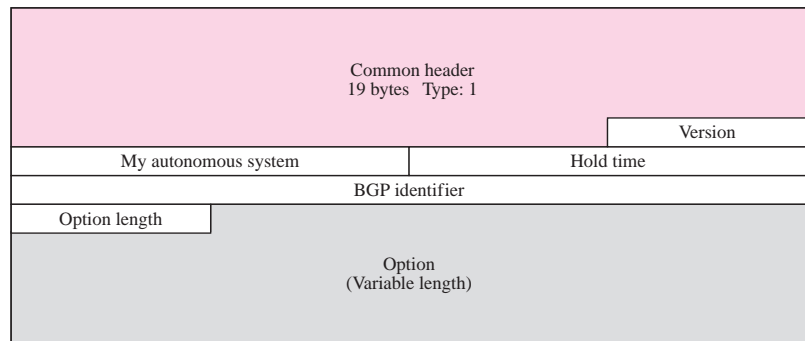 Common header
19 bytes Type: 1
Version
My autonomous system
Hold time
BGP identifier
Option length
Option
(Variable length)